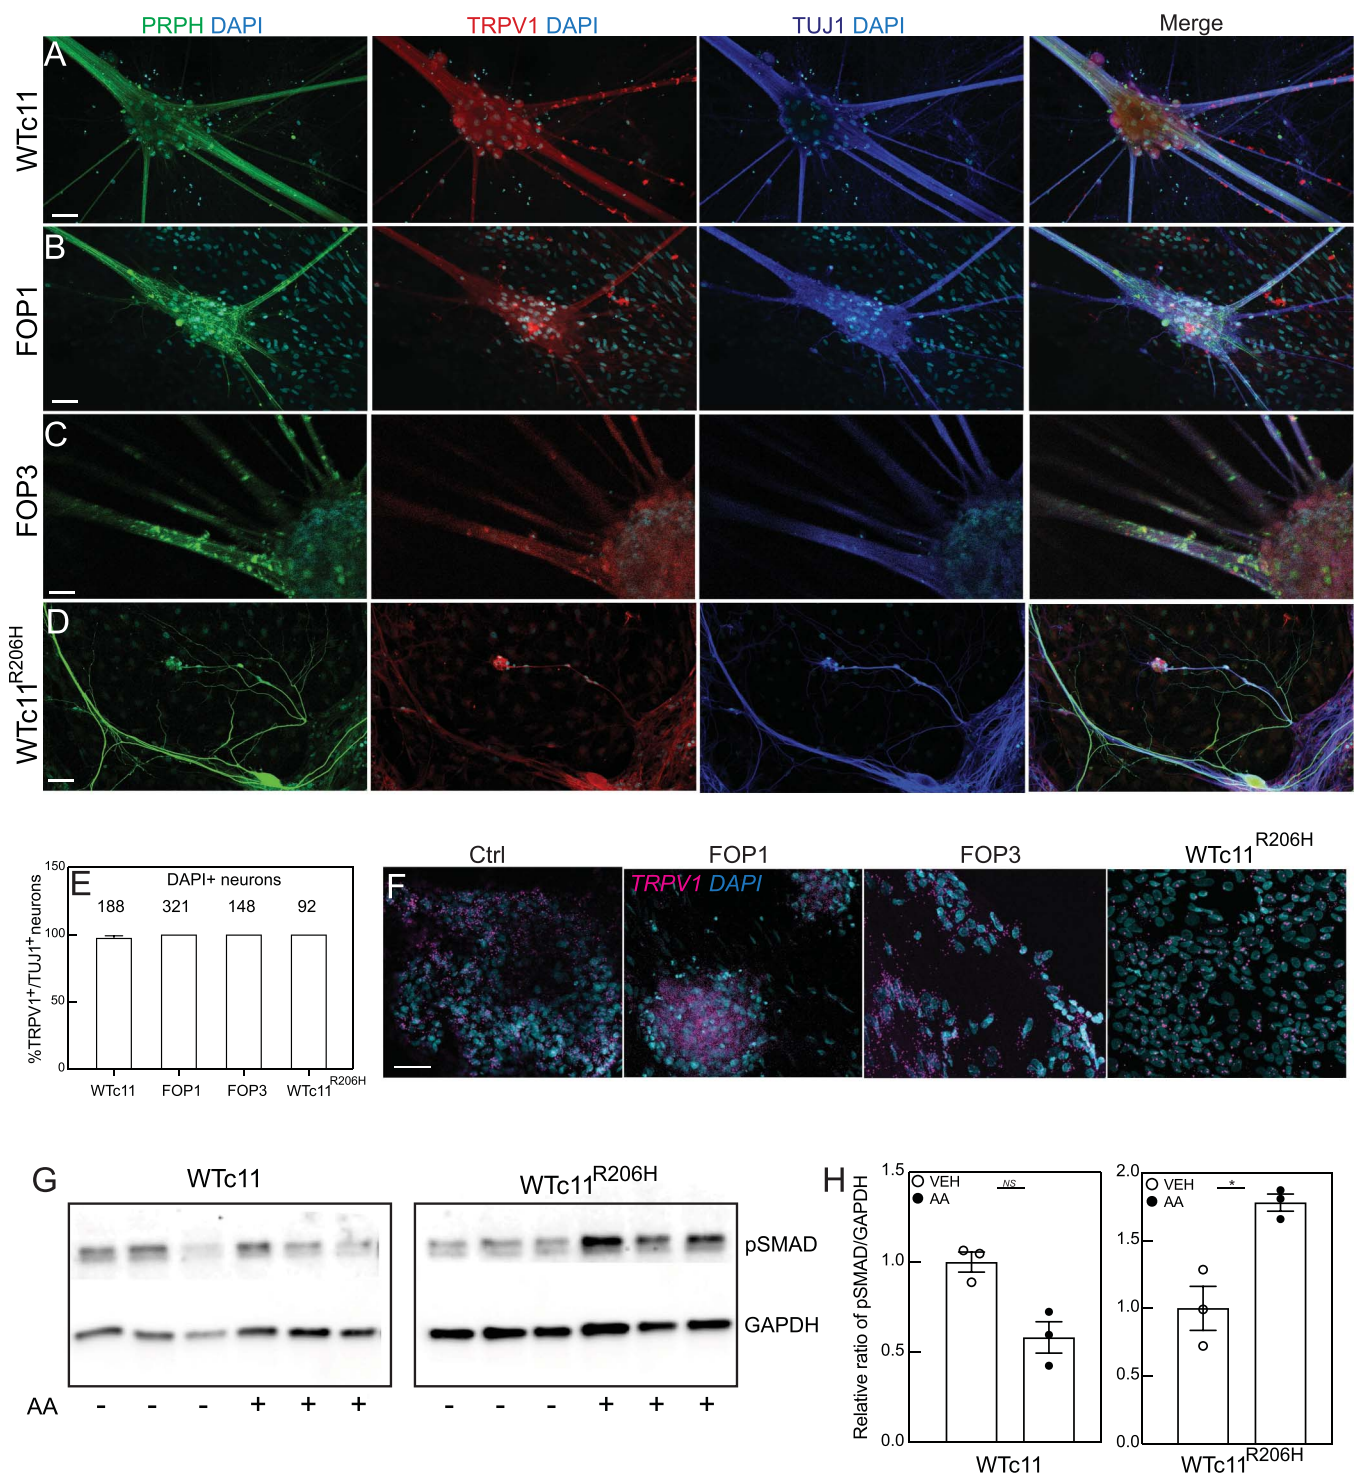 PRPH DAPI TRPV1 DAPI TUJ1 DAPI Merge
A
WTc11
B
FOP1
C
FOP3
D
WTc11R206H
E
DAPI+ neurons
188 321 148 92
150
100
50
0
%TRPV1+/TUJ1+neurons
WTc11 FOP1 FOP3 WTc11R206H
Ctrl FOP1 FOP3 WTc11R206H
F
TRPV1 DAPI
G
WTc11 WTc11R206H
pSMAD
GAPDH
AA - - - + + + - - - + + +
H
Relative ratio of pSMAD/GAPDH
1.5
1.0
0.5
0.0
VEH
AA
NS
WTc11
2.0
1.5
1.0
0.5
0.0
VEH
AA
*
WTc11R206H